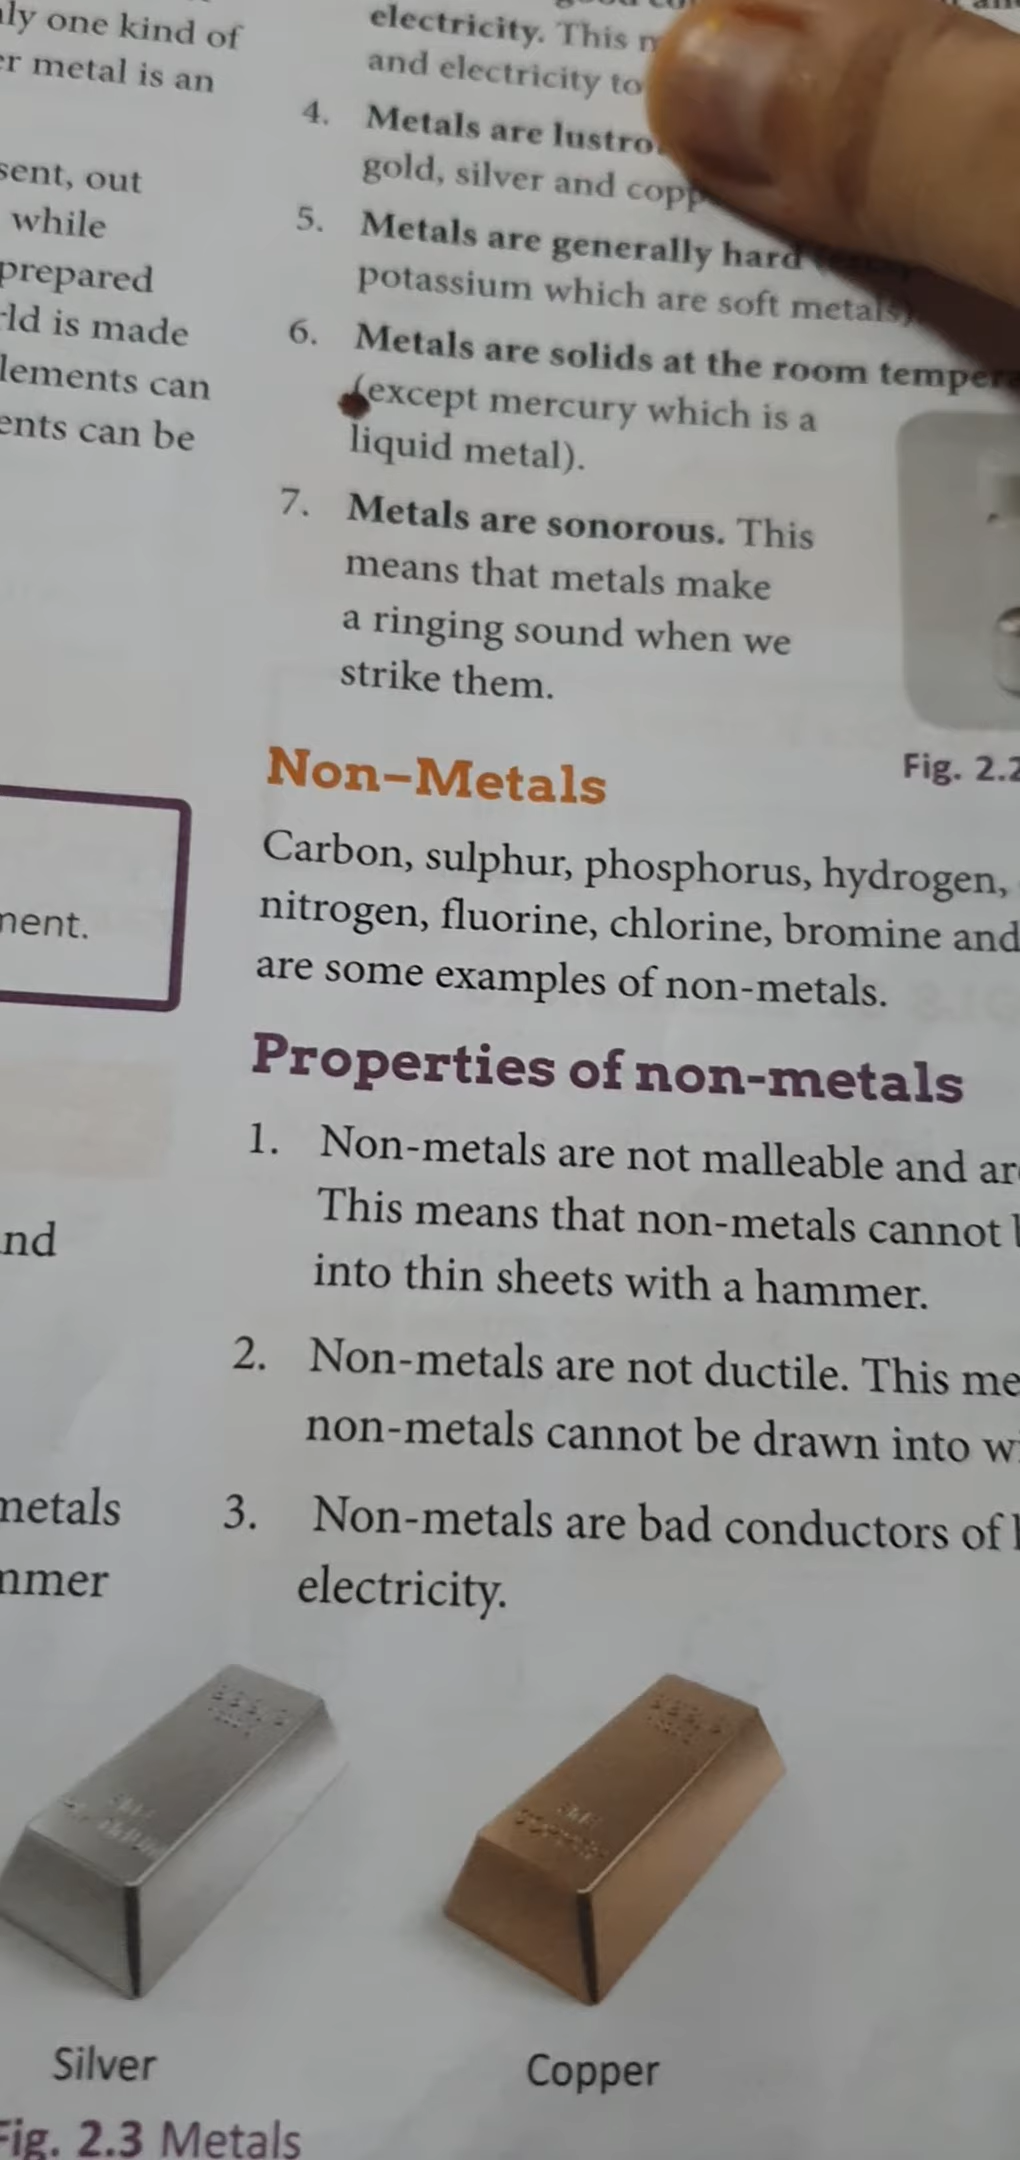 ly one kind of
er metal is an
sent, out
while
prepared
rld is made
lements can
ents can be
ment.
nd
metals
mmer
electricity. This
and electricity to
4. Metals are
gold, silver and
5. Metals are generally hard
potassium which are soft metals)
6. Metals are solids at the room
(except mercury which is a
liquid metal).
7. Metals are sonorous. This
means that metals make
a ringing sound when we
strike them.
Fig. 2.2
Non-Metals
Carbon, sulphur, phosphorus, hydrogen,
nitrogen, fluorine, chlorine, bromine and
are some examples of non-metals.
Properties of non-metals
1. Non-metals are not malleable and
This means that non-metals cannot
into thin sheets with a hammer.
2. Non-metals are not ductile. This
non-metals cannot be drawn into
3. Non-metals are bad conductors of
electricity.
Silver
Copper
Fig. 2.3 Metals